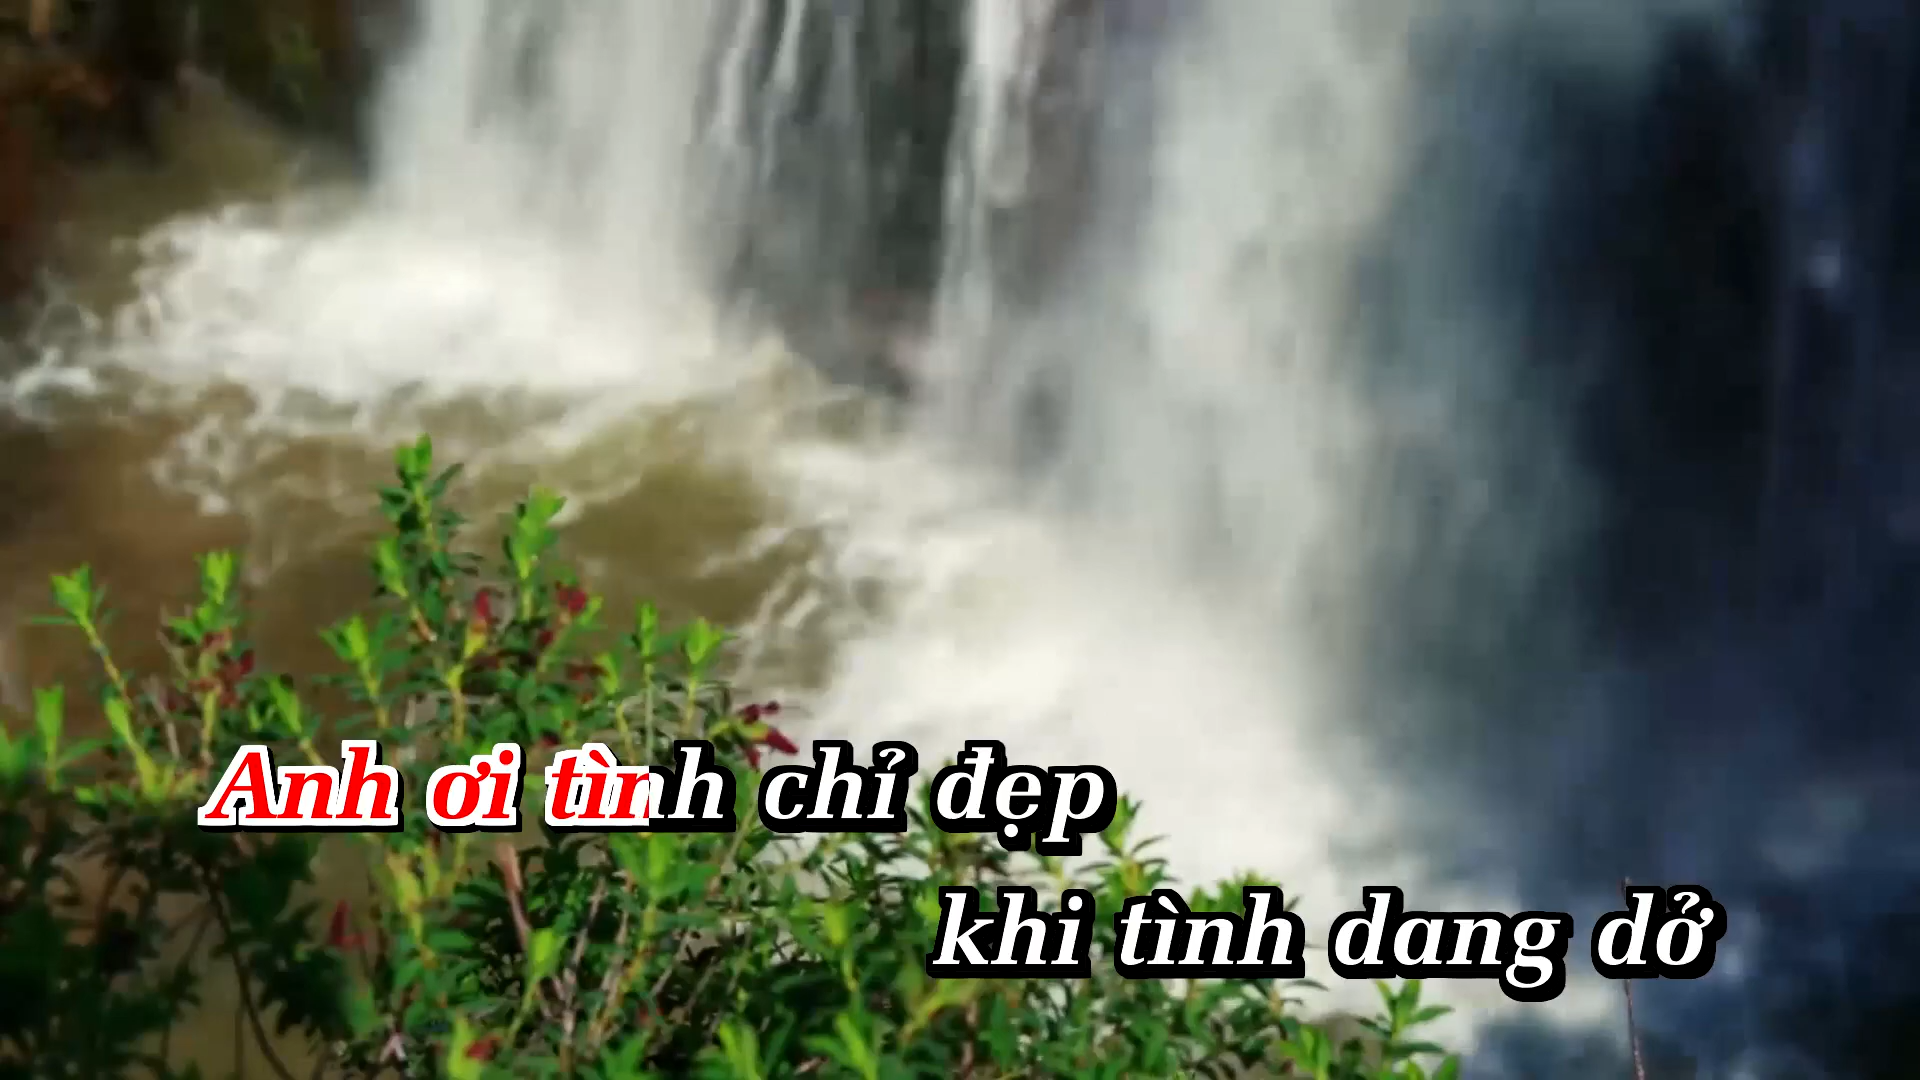 Anh ơi tình chỉ đẹp
khi tình dang dở